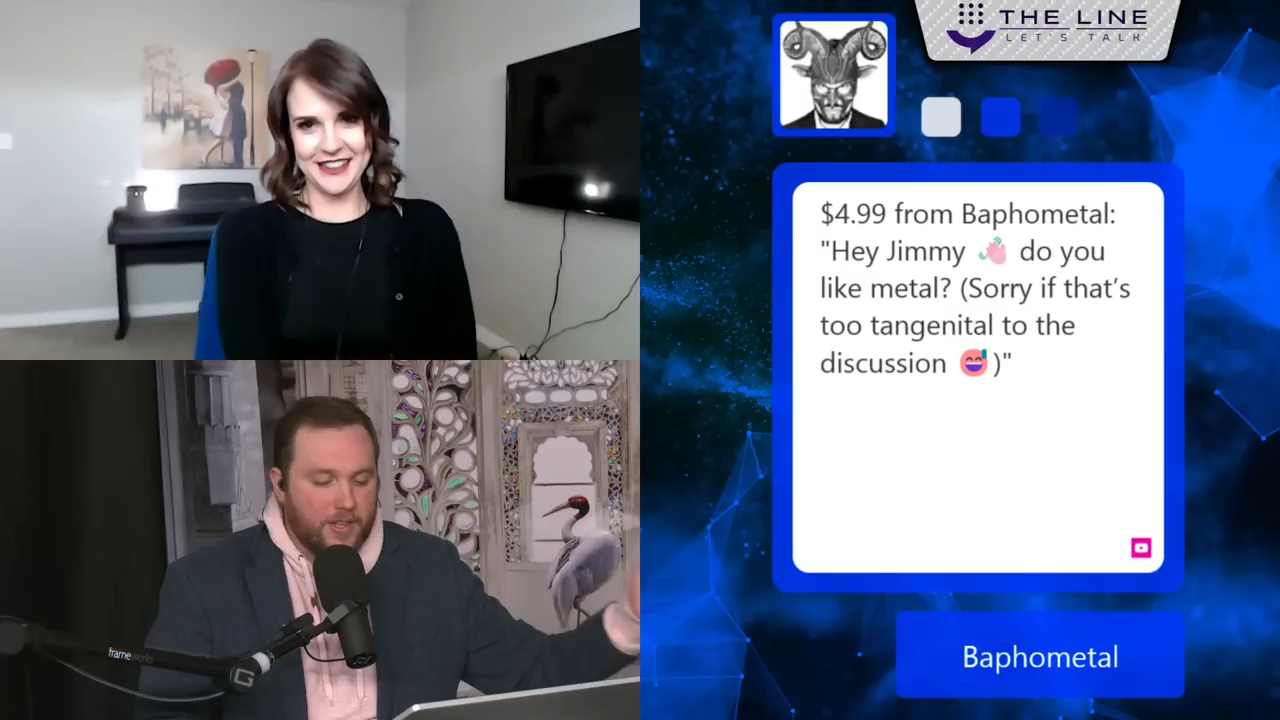 THE LINE
LET'S TALK
$4.99 from Baphometal:
"Hey Jimmy 👋 do you
like metal? (Sorry if that's
too tangenital to the
discussion 😅)"
frameworks
G
Baphometal